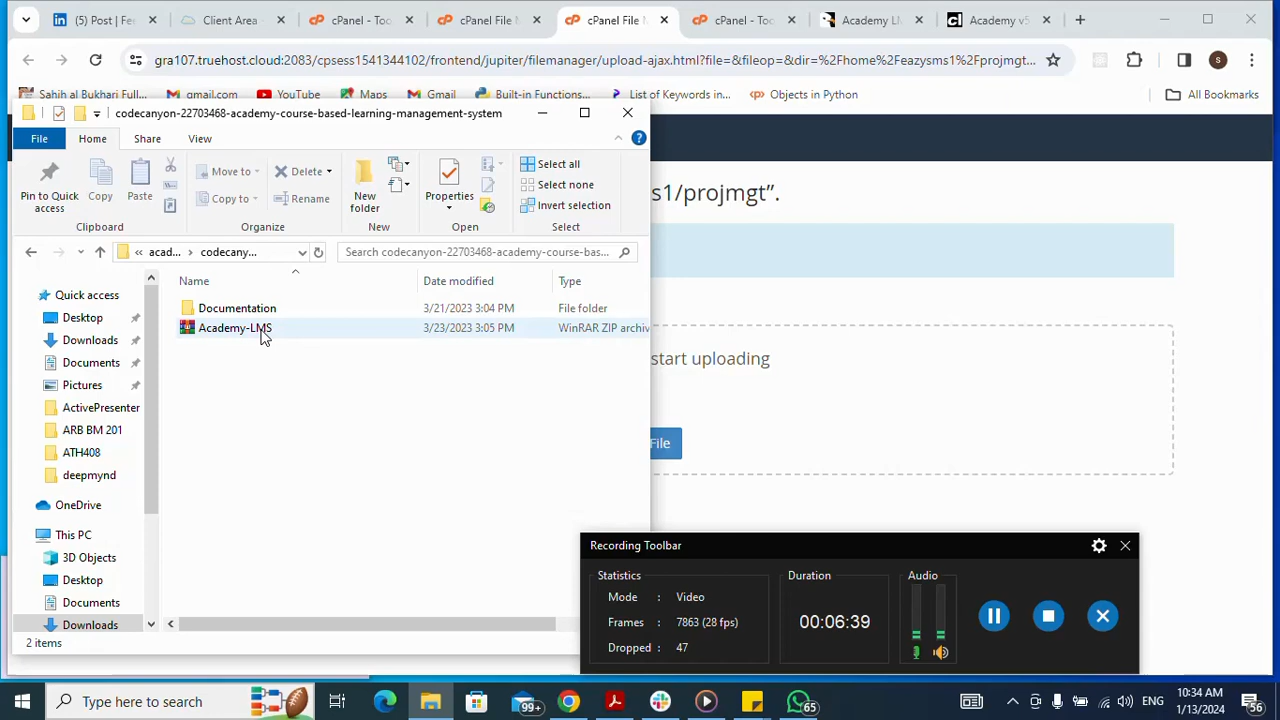 (5) Post | Fe
Client Area
cPanel - Too
cPanel File M
cPanel File M
cPanel - Too
Academy LM
Academy v5
gra107.truehost.cloud:2083/cpsess1541344102/frontend/jupiter/filemanager/upload-ajax.html?file=&fileop=&dir=%2Fhome%2Feazysms1%2Fprojmgt...
S
Sahih al Bukhari Full...
gmail.com
YouTube
Maps
Gmail
Built-in Functions...
List of Keywords in...
Objects in Python
All Bookmarks
codecanyon-22703468-academy-course-based-learning-management-system
File
Home
Share
View
Pin to Quick access
Copy
Paste
Move to
Copy to
Delete
Rename
New folder
Properties
Select all
Select none
Invert selection
Clipboard
Organize
New
Open
Select
s1/projmgt”.
« acad... › codecany...
Search codecanyon-22703468-academy-course-bas...
Name
Date modified
Type
Documentation
3/21/2023 3:04 PM
File folder
Academy-LMS
3/23/2023 3:05 PM
WinRAR ZIP archiv
Quick access
Desktop
Downloads
Documents
Pictures
ActivePresenter
ARB BM 201
ATH408
deepmynd
OneDrive
This PC
3D Objects
Desktop
Documents
Downloads
start uploading
File
2 items
Recording Toolbar
Statistics
Mode : Video
Frames : 7863 (28 fps)
Dropped : 47
Duration
00:06:39
Audio
Type here to search
99+
65
ENG
10:34 AM
1/13/2024
56